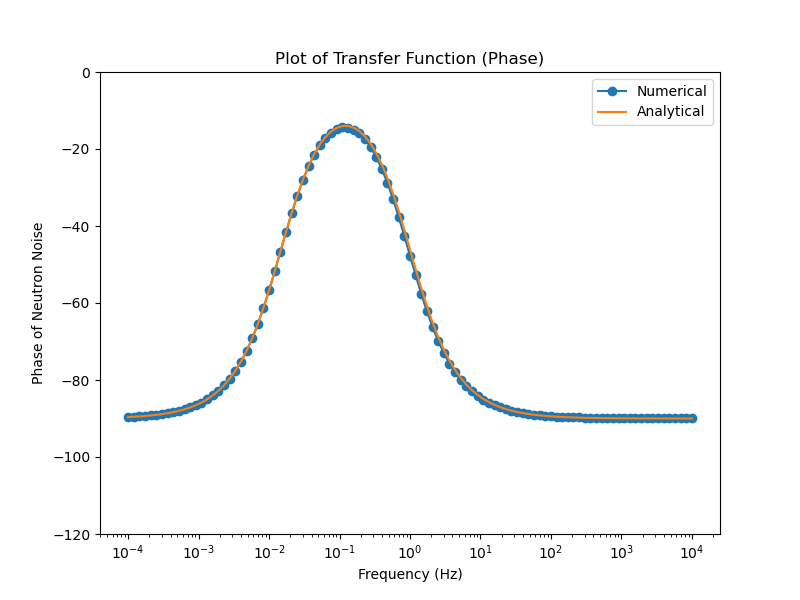 Plot of Transfer Function (Phase)
Numerical
Analytical
Phase of Neutron Noise
0
−20
−40
−60
−80
−100
−120
10⁻⁴ 10⁻³ 10⁻² 10⁻¹ 10⁰ 10¹ 10² 10³ 10⁴
Frequency (Hz)